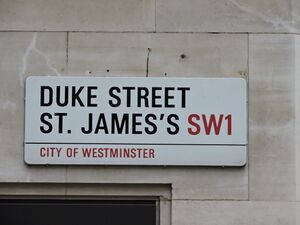 DUKE STREET
ST. JAMES'S SW1
CITY OF WESTMINSTER